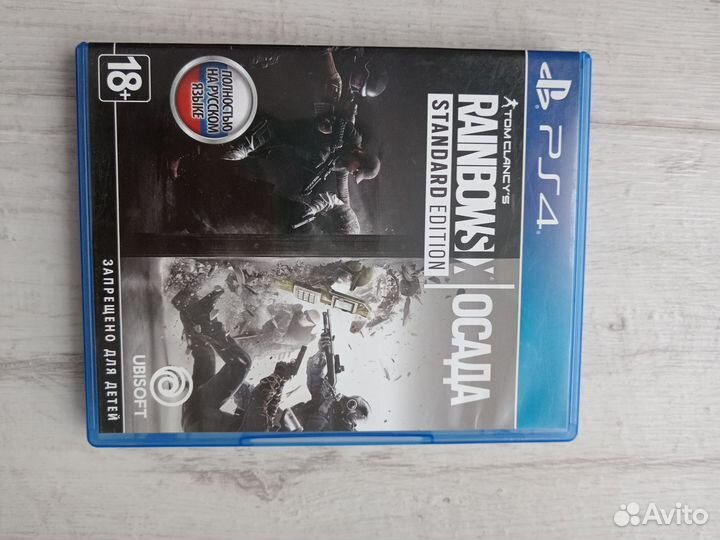 PS4
TOM CLANCY'S
RAINBOW SIX | ОСАДА
STANDARD EDITION
ПОЛНОСТЬЮ
НА РУССКОМ
ЯЗЫКЕ
18+
ЗАПРЕЩЕНО ДЛЯ ДЕТЕЙ
UBISOFT
Avito